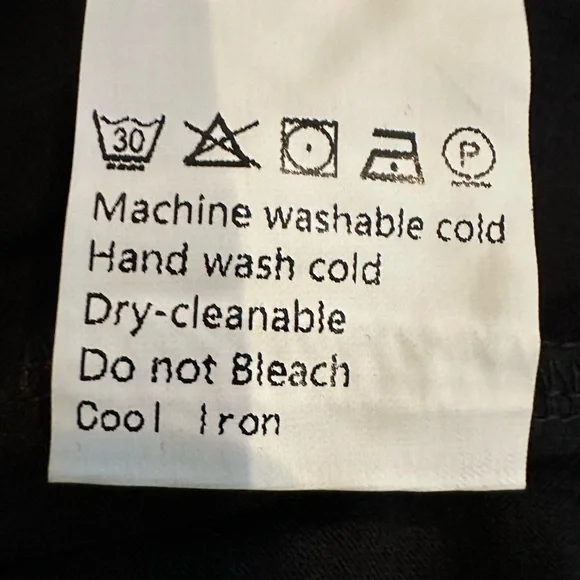 30 P
Machine washable cold
Hand wash cold
Dry-cleanable
Do not Bleach
Cool Iron